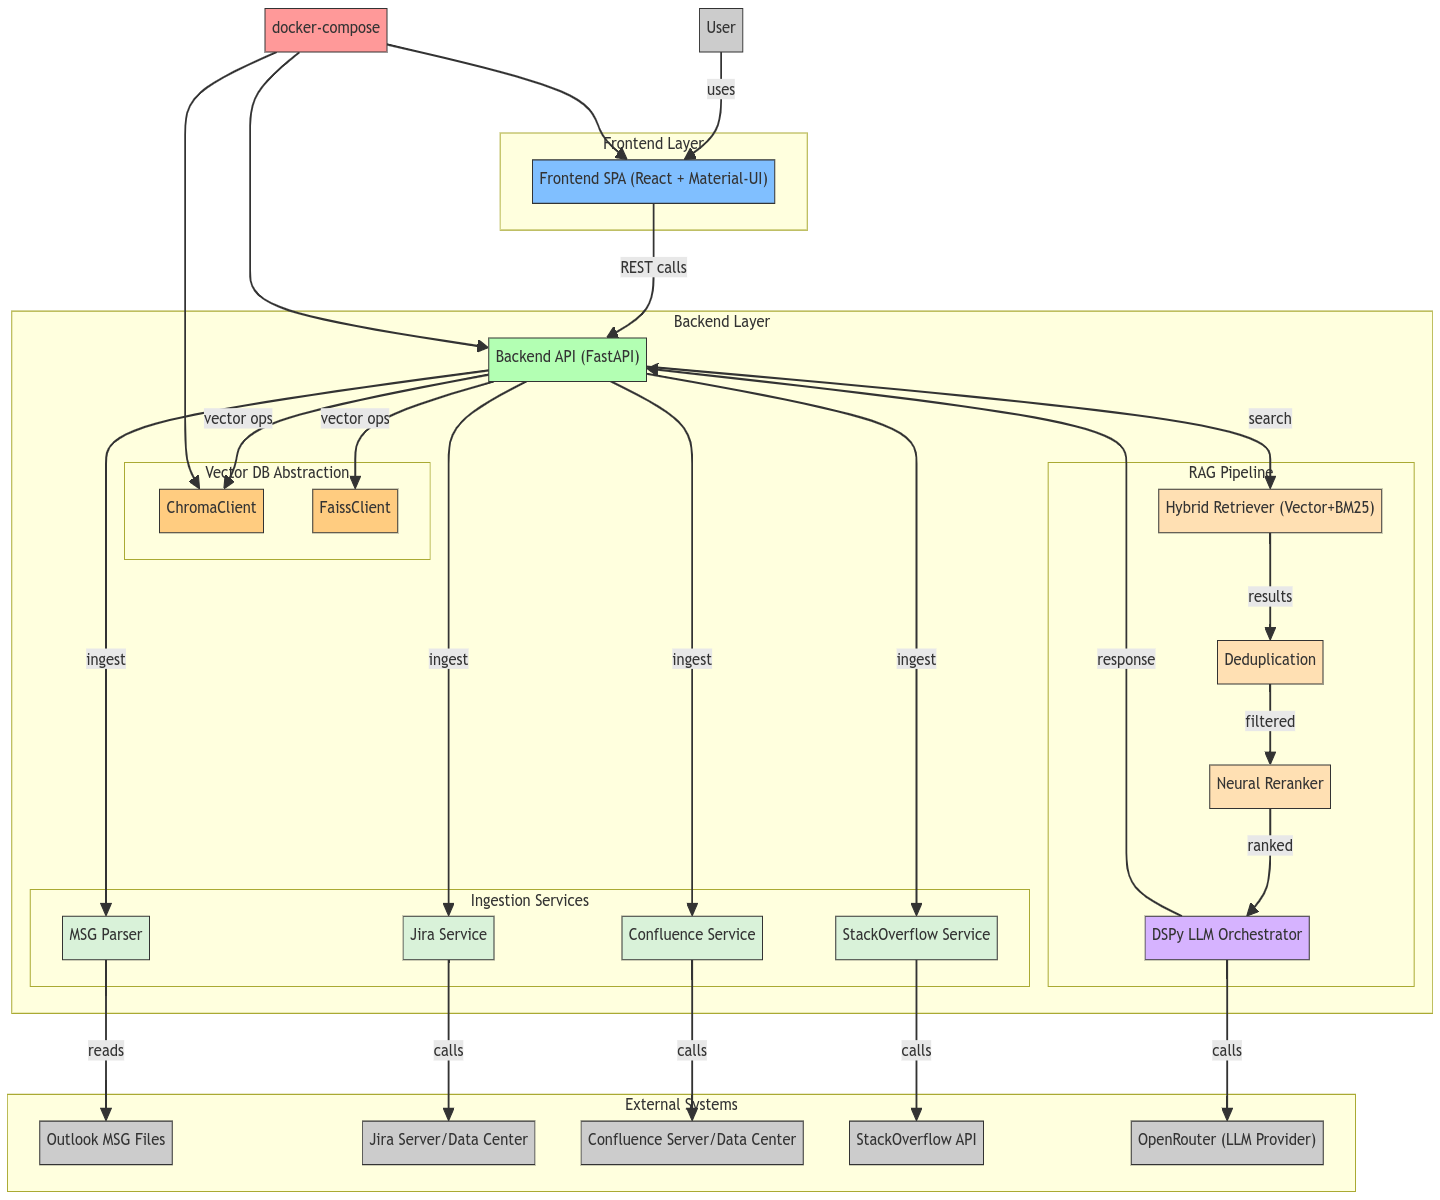 docker-compose
User
uses
Frontend Layer
Frontend SPA (React + Material-UI)
REST calls
Backend Layer
Backend API (FastAPI)
vector ops
vector ops
search
Vector DB Abstraction
RAG Pipeline
ChromaClient
FaissClient
Hybrid Retriever (Vector+BM25)
results
ingest
ingest
ingest
ingest
response
Deduplication
filtered
Neural Reranker
ranked
Ingestion Services
MSG Parser
Jira Service
Confluence Service
StackOverflow Service
DSPy LLM Orchestrator
reads
calls
calls
calls
calls
External Systems
Outlook MSG Files
Jira Server/Data Center
Confluence Server/Data Center
StackOverflow API
OpenRouter (LLM Provider)